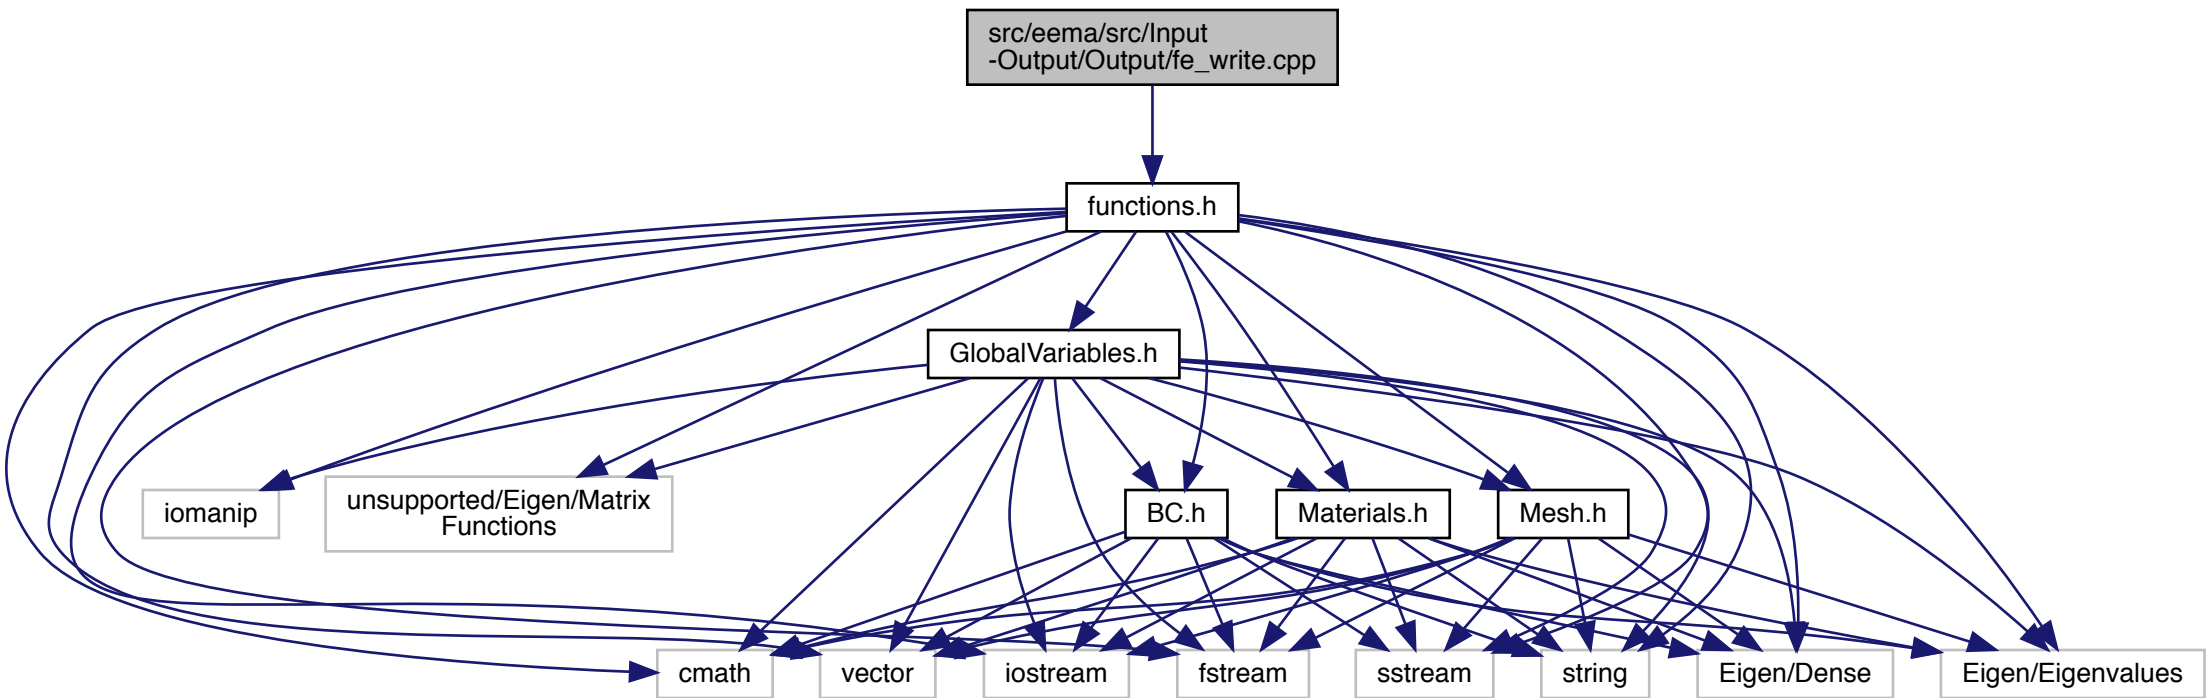 src/eema/src/Input
-Output/Output/fe_write.cpp
functions.h
GlobalVariables.h
iomanip
unsupported/Eigen/Matrix
Functions
BC.h
Materials.h
Mesh.h
cmath
vector
iostream
fstream
sstream
string
Eigen/Dense
Eigen/Eigenvalues